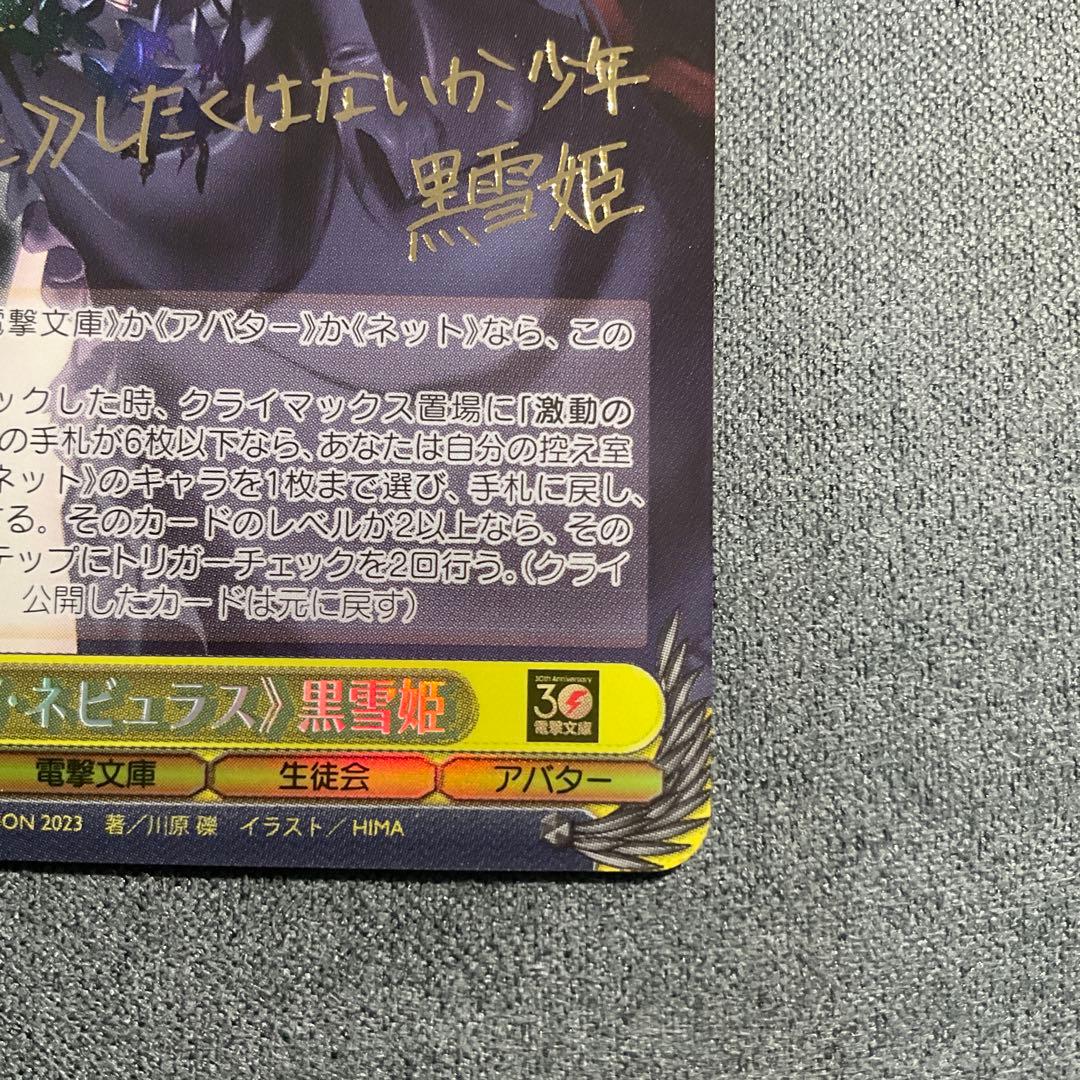 》したくはないか、少年
黒雪姫
電撃文庫》か《アバター》か《ネット》なら、この
ックした時、クライマックス置場に「激動の
の手札が6枚以下なら、あなたは自分の控え室
ネット》のキャラを1枚まで選び、手札に戻し、
する。そのカードのレベルが2以上なら、その
テップにトリガーチェックを2回行う。(クライ
公開したカードは元に戻す)
・ネビュラス》黒雪姫
30th Anniversary
30
電撃文庫
電撃文庫 生徒会 アバター
ON 2023 著／川原 礫 イラスト／HIMA